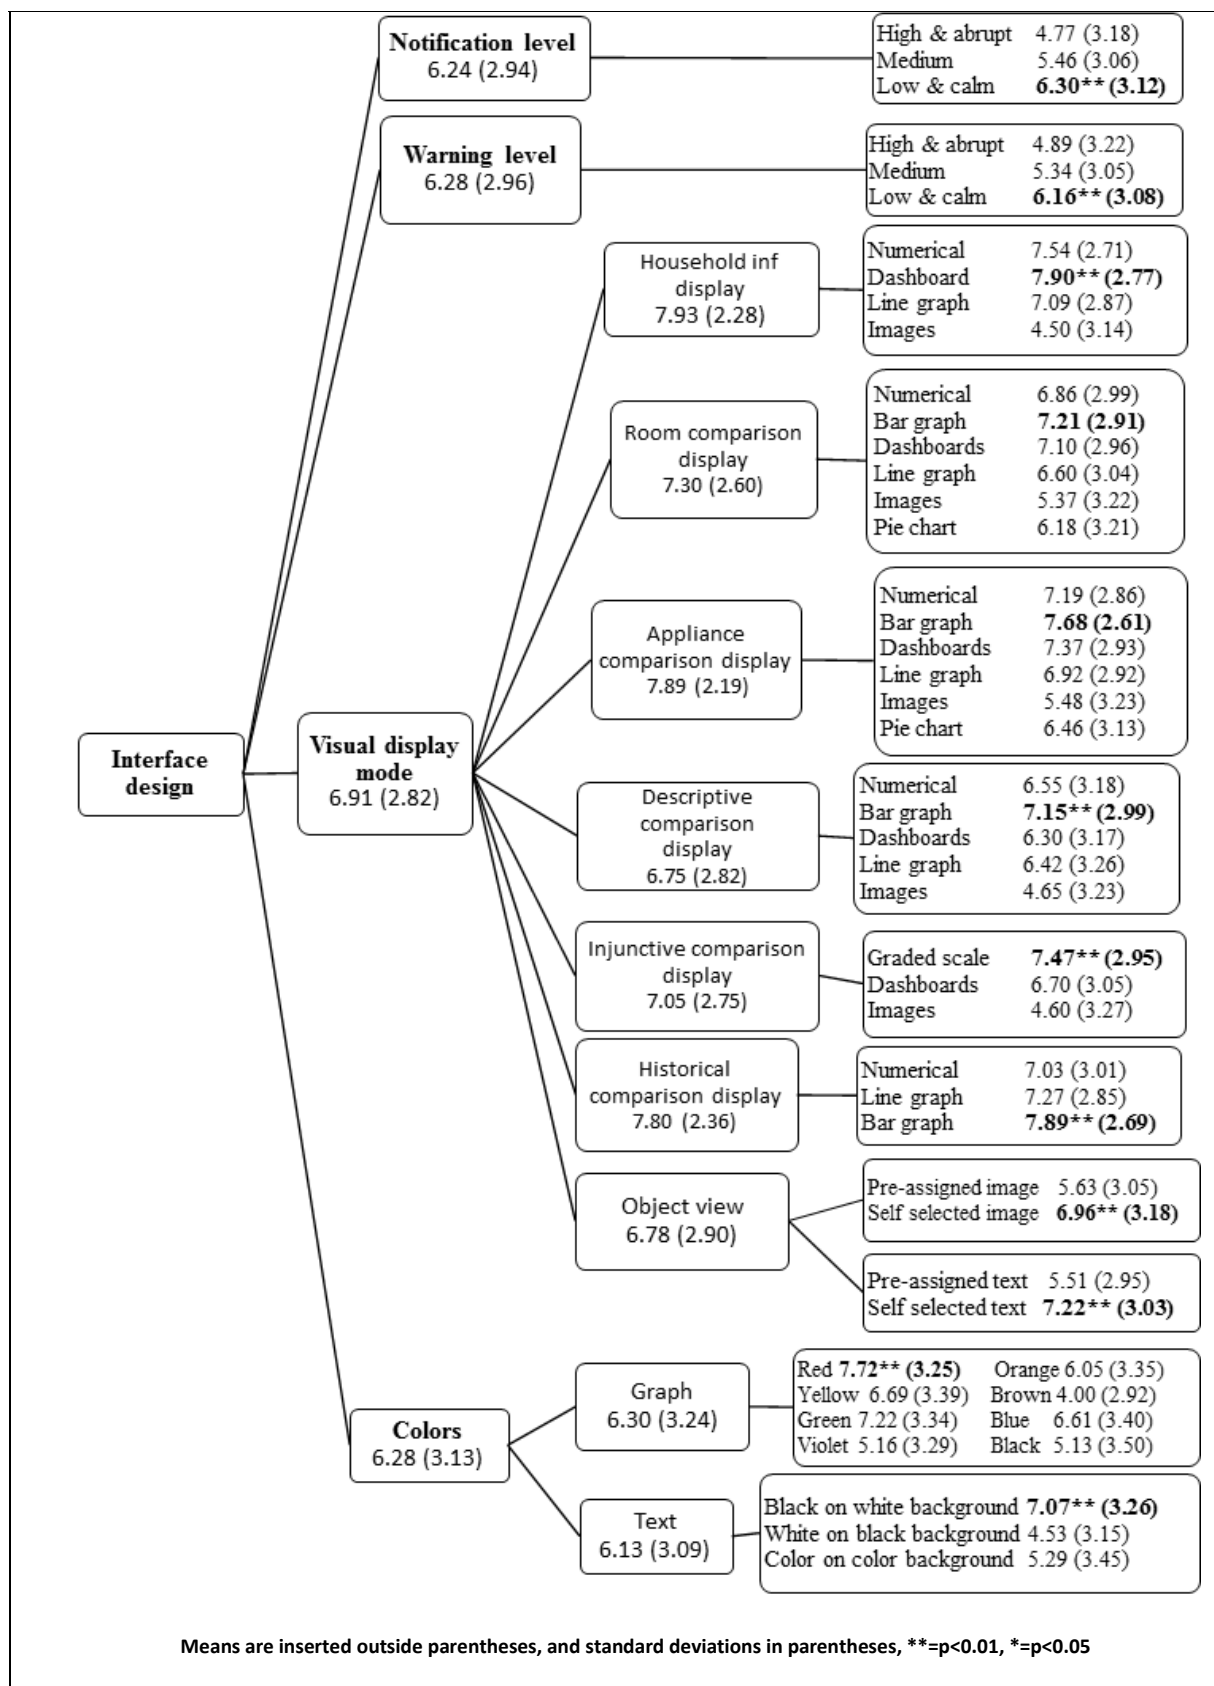 Notification level
6.24 (2.94)
High & abrupt 4.77 (3.18)
Medium 5.46 (3.06)
Low & calm 6.30** (3.12)
Warning level
6.28 (2.96)
High & abrupt 4.89 (3.22)
Medium 5.34 (3.05)
Low & calm 6.16** (3.08)
Interface
design
Visual display
mode
6.91 (2.82)
Household inf
display
7.93 (2.28)
Numerical 7.54 (2.71)
Dashboard 7.90** (2.77)
Line graph 7.09 (2.87)
Images 4.50 (3.14)
Room comparison
display
7.30 (2.60)
Numerical 6.86 (2.99)
Bar graph 7.21 (2.91)
Dashboards 7.10 (2.96)
Line graph 6.60 (3.04)
Images 5.37 (3.22)
Pie chart 6.18 (3.21)
Appliance
comparison display
7.89 (2.19)
Numerical 7.19 (2.86)
Bar graph 7.68 (2.61)
Dashboards 7.37 (2.93)
Line graph 6.92 (2.92)
Images 5.48 (3.23)
Pie chart 6.46 (3.13)
Descriptive
comparison
display
6.75 (2.82)
Numerical 6.55 (3.18)
Bar graph 7.15** (2.99)
Dashboards 6.30 (3.17)
Line graph 6.42 (3.26)
Images 4.65 (3.23)
Injunctive comparison
display
7.05 (2.75)
Graded scale 7.47** (2.95)
Dashboards 6.70 (3.05)
Images 4.60 (3.27)
Historical
comparison display
7.80 (2.36)
Numerical 7.03 (3.01)
Line graph 7.27 (2.85)
Bar graph 7.89** (2.69)
Object view
6.78 (2.90)
Pre-assigned image 5.63 (3.05)
Self selected image 6.96** (3.18)
Pre-assigned text 5.51 (2.95)
Self selected text 7.22** (3.03)
Colors
6.28 (3.13)
Graph
6.30 (3.24)
Red 7.72** (3.25) Orange 6.05 (3.35)
Yellow 6.69 (3.39) Brown 4.00 (2.92)
Green 7.22 (3.34) Blue 6.61 (3.40)
Violet 5.16 (3.29) Black 5.13 (3.50)
Text
6.13 (3.09)
Black on white background 7.07** (3.26)
White on black background 4.53 (3.15)
Color on color background 5.29 (3.45)
Means are inserted outside parentheses, and standard deviations in parentheses, **=p<0.01, *=p<0.05